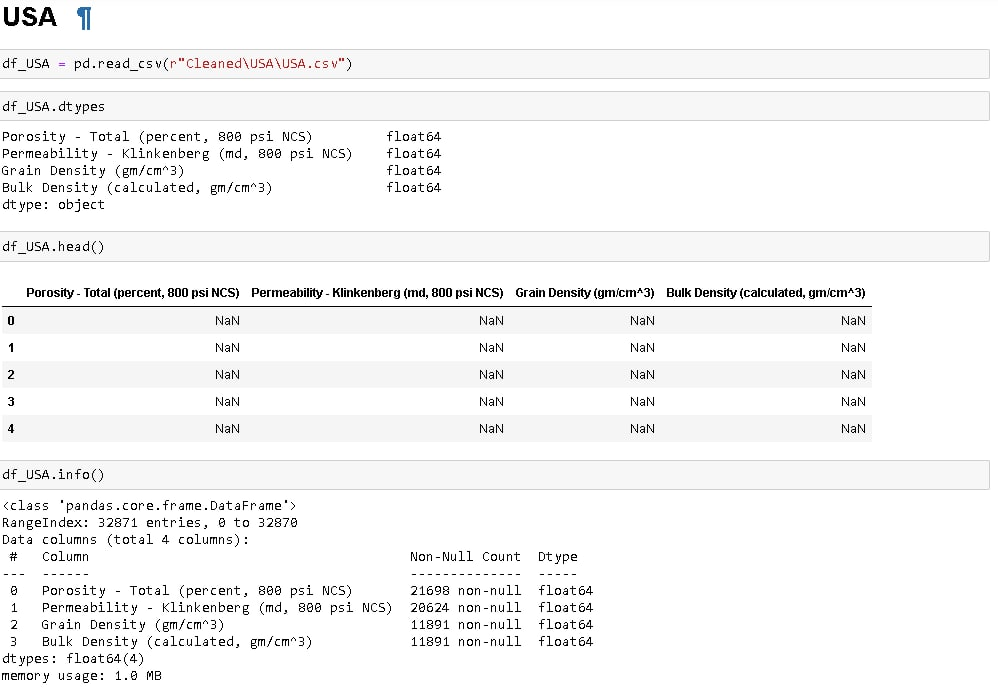 USA ¶
df_USA = pd.read_csv(r"Cleaned\USA\USA.csv")
df_USA.dtypes
Porosity - Total (percent, 800 psi NCS)         float64
Permeability - Klinkenberg (md, 800 psi NCS)    float64
Grain Density (gm/cm^3)                         float64
Bulk Density (calculated, gm/cm^3)              float64
dtype: object
df_USA.head()
Porosity - Total (percent, 800 psi NCS) Permeability - Klinkenberg (md, 800 psi NCS) Grain Density (gm/cm^3) Bulk Density (calculated, gm/cm^3)
0 NaN NaN NaN NaN
1 NaN NaN NaN NaN
2 NaN NaN NaN NaN
3 NaN NaN NaN NaN
4 NaN NaN NaN NaN
df_USA.info()
<class 'pandas.core.frame.DataFrame'>
RangeIndex: 32871 entries, 0 to 32870
Data columns (total 4 columns):
 #   Column                                        Non-Null Count  Dtype
---  ------                                        --------------  -----
 0   Porosity - Total (percent, 800 psi NCS)       21698 non-null  float64
 1   Permeability - Klinkenberg (md, 800 psi NCS)  20624 non-null  float64
 2   Grain Density (gm/cm^3)                       11891 non-null  float64
 3   Bulk Density (calculated, gm/cm^3)            11891 non-null  float64
dtypes: float64(4)
memory usage: 1.0 MB